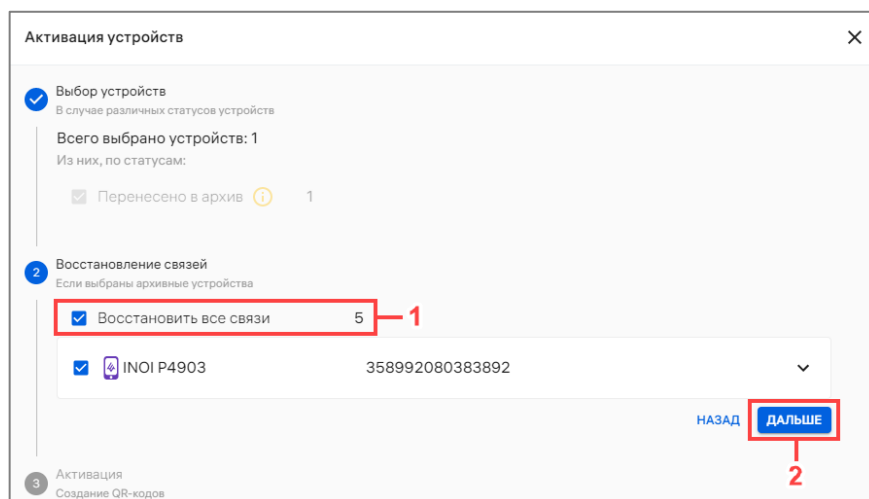 Активация устройств
Выбор устройств
В случае различных статусов устройств
Всего выбрано устройств: 1
Из них, по статусам:
Перенесено в архив 1
2 Восстановление связей
Если выбраны архивные устройства
Восстановить все связи 5 1
INOI P4903 358992080383892
НАЗАД ДАЛЬШЕ
2
3 Активация
Создание QR-кодов